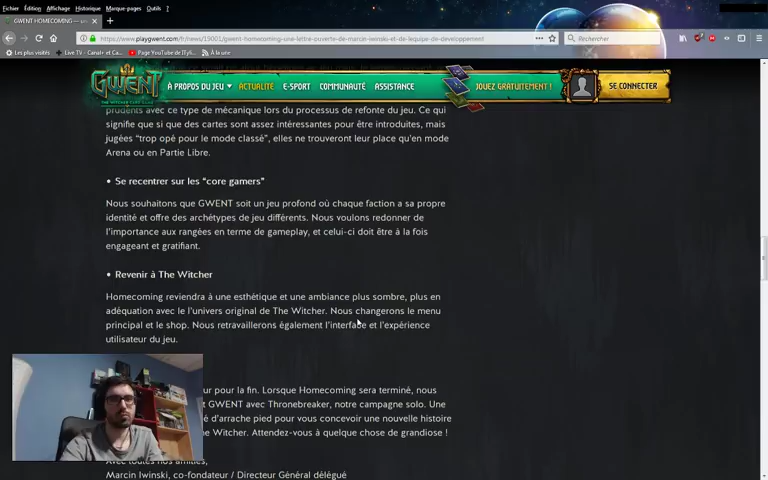 Fichier Édition Affichage Historique Marque-pages Outils ?
GWENT HOMECOMING
https://www.playgwent.com/fr/news/19001/gwent-homecoming-une-lettre-ouverte-de-marcin-iwinski-et-de-lequipe-de-developpement
Rechercher
Les plus visités Live TV - Canal+ et Ca... Page YouTube de iTyli... À la une
GWENT
THE WITCHER CARD GAME
À PROPOS DU JEU ACTUALITÉ E-SPORT COMMUNAUTÉ ASSISTANCE JOUEZ GRATUITEMENT ! SE CONNECTER
prudents avec ce type de mécanique lors du processus de refonte du jeu. Ce qui
signifie que si que des cartes sont assez intéressantes pour être introduites, mais
jugées “trop opé pour le mode classé”, elles ne trouveront leur place qu'en mode
Arena ou en Partie Libre.
• Se recentrer sur les “core gamers”
Nous souhaitons que GWENT soit un jeu profond où chaque faction a sa propre
identité et offre des archétypes de jeu différents. Nous voulons redonner de
l'importance aux rangées en terme de gameplay, et celui-ci doit être à la fois
engageant et gratifiant.
• Revenir à The Witcher
Homecoming reviendra à une esthétique et une ambiance plus sombre, plus en
adéquation avec le l'univers original de The Witcher. Nous changerons le menu
principal et le shop. Nous retravaillerons également l'interface et l'expérience
utilisateur du jeu.
ur pour la fin. Lorsque Homecoming sera terminé, nous
t GWENT avec Thronebreaker, notre campagne solo. Une
é d'arrache pied pour vous concevoir une nouvelle histoire
e Witcher. Attendez-vous à quelque chose de grandiose !
Avec toutes nos amitiés,
Marcin Iwinski, co-fondateur / Directeur Général délégué